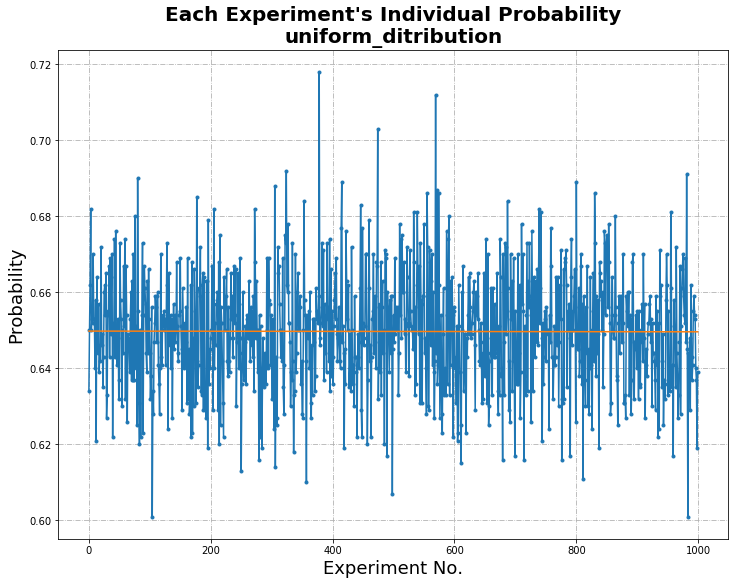 Each Experiment's Individual Probability
uniform_ditribution
0.72
0.70
0.68
0.66
0.64
0.62
0.60
Probability
0 200 400 600 800 1000
Experiment No.